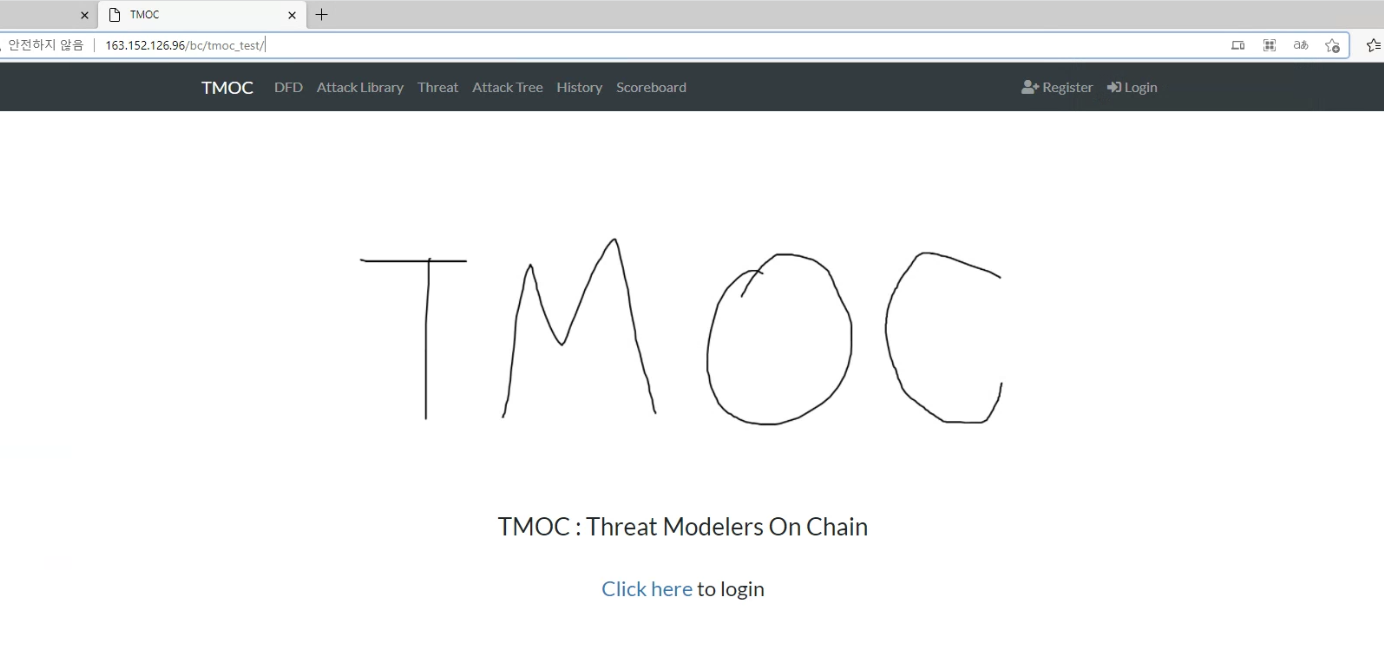 TMOC
안전하지 않음 163.152.126.96/bc/tmoc_test/
TMOC DFD Attack Library Threat Attack Tree History Scoreboard Register Login
TMOC
TMOC : Threat Modelers On Chain
Click here to login